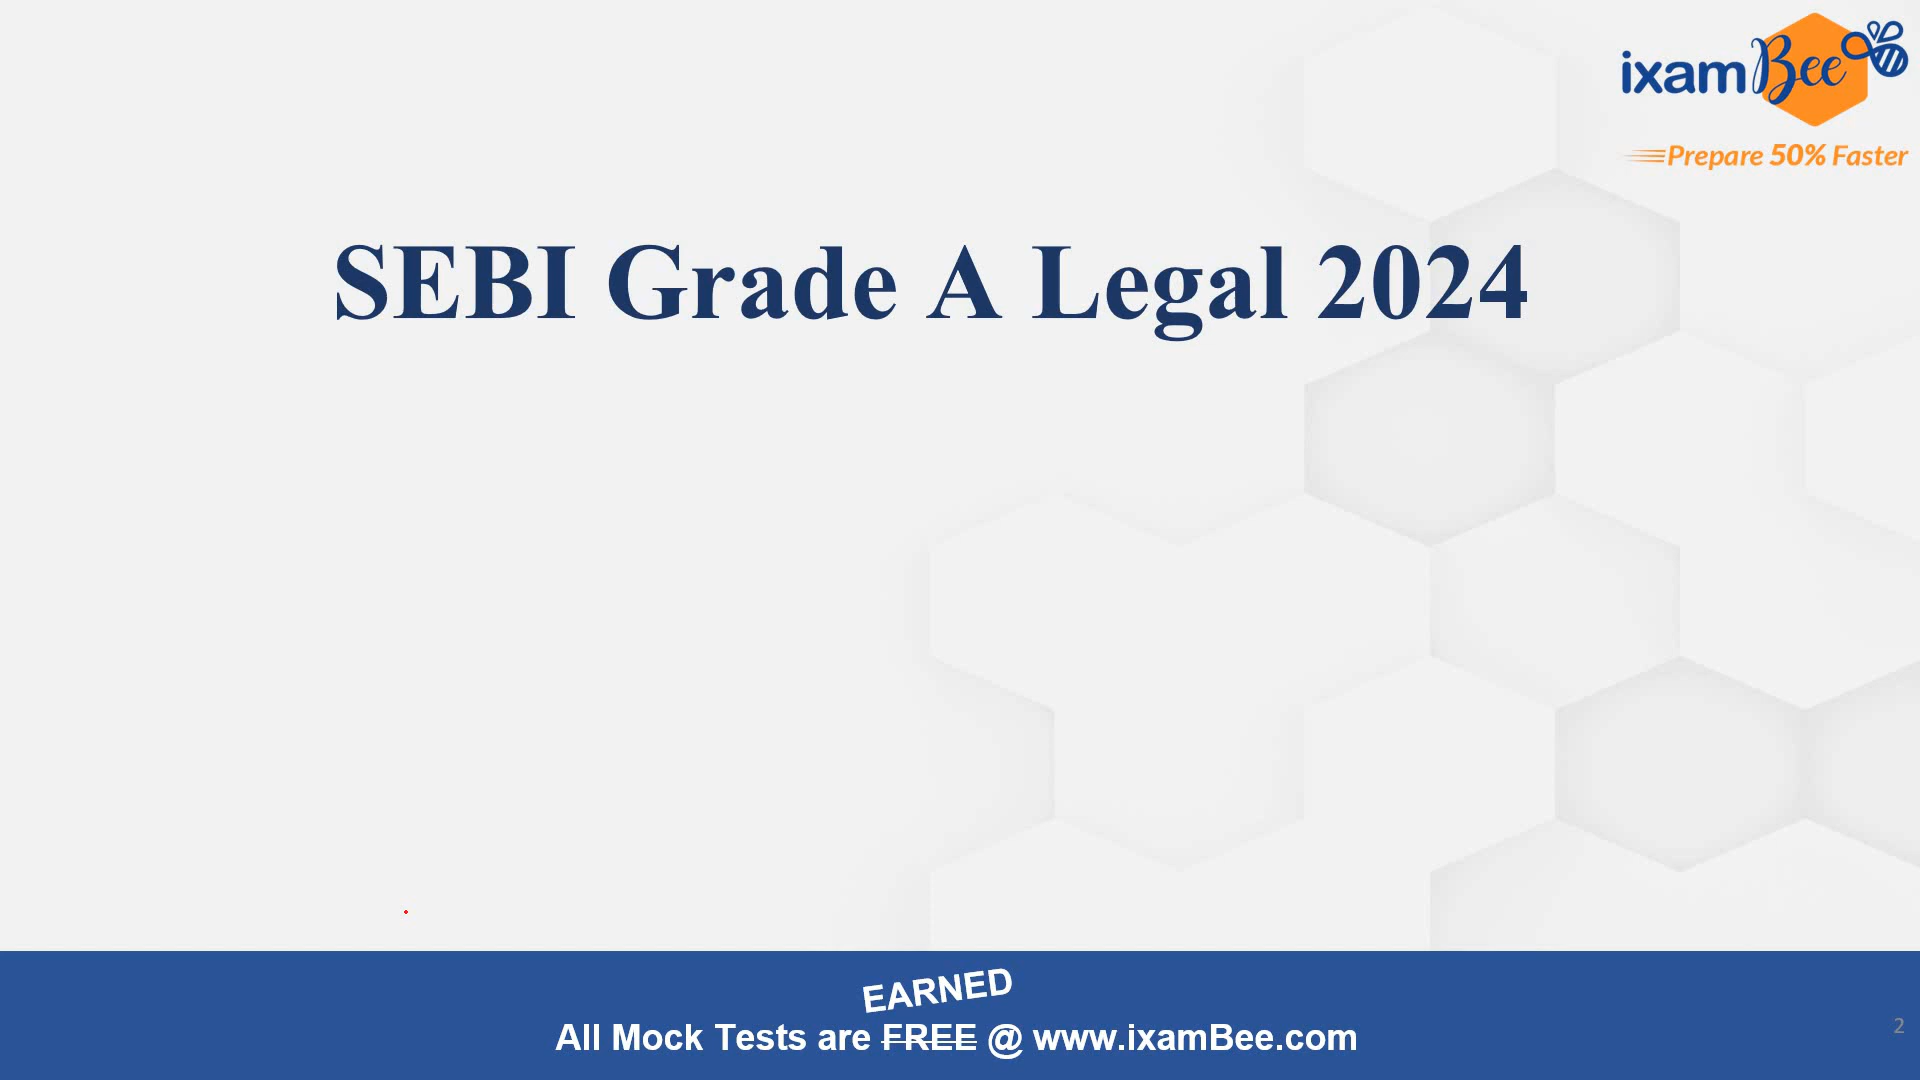 ixamBee
Prepare 50% Faster
SEBI Grade A Legal 2024
EARNED
All Mock Tests are FREE @ www.ixamBee.com
2